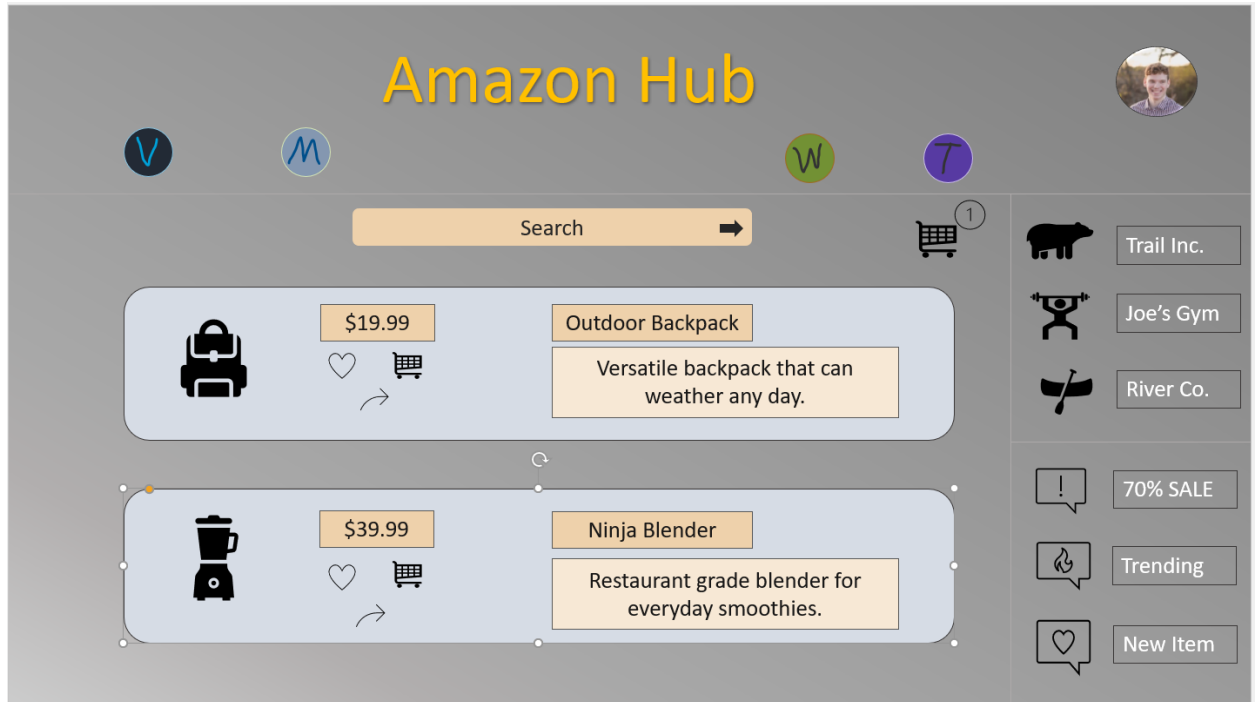 Amazon Hub
V
M
W
T
Search
1
$19.99
Outdoor Backpack
Versatile backpack that can
weather any day.
$39.99
Ninja Blender
Restaurant grade blender for
everyday smoothies.
Trail Inc.
Joe's Gym
River Co.
!
70% SALE
Trending
New Item